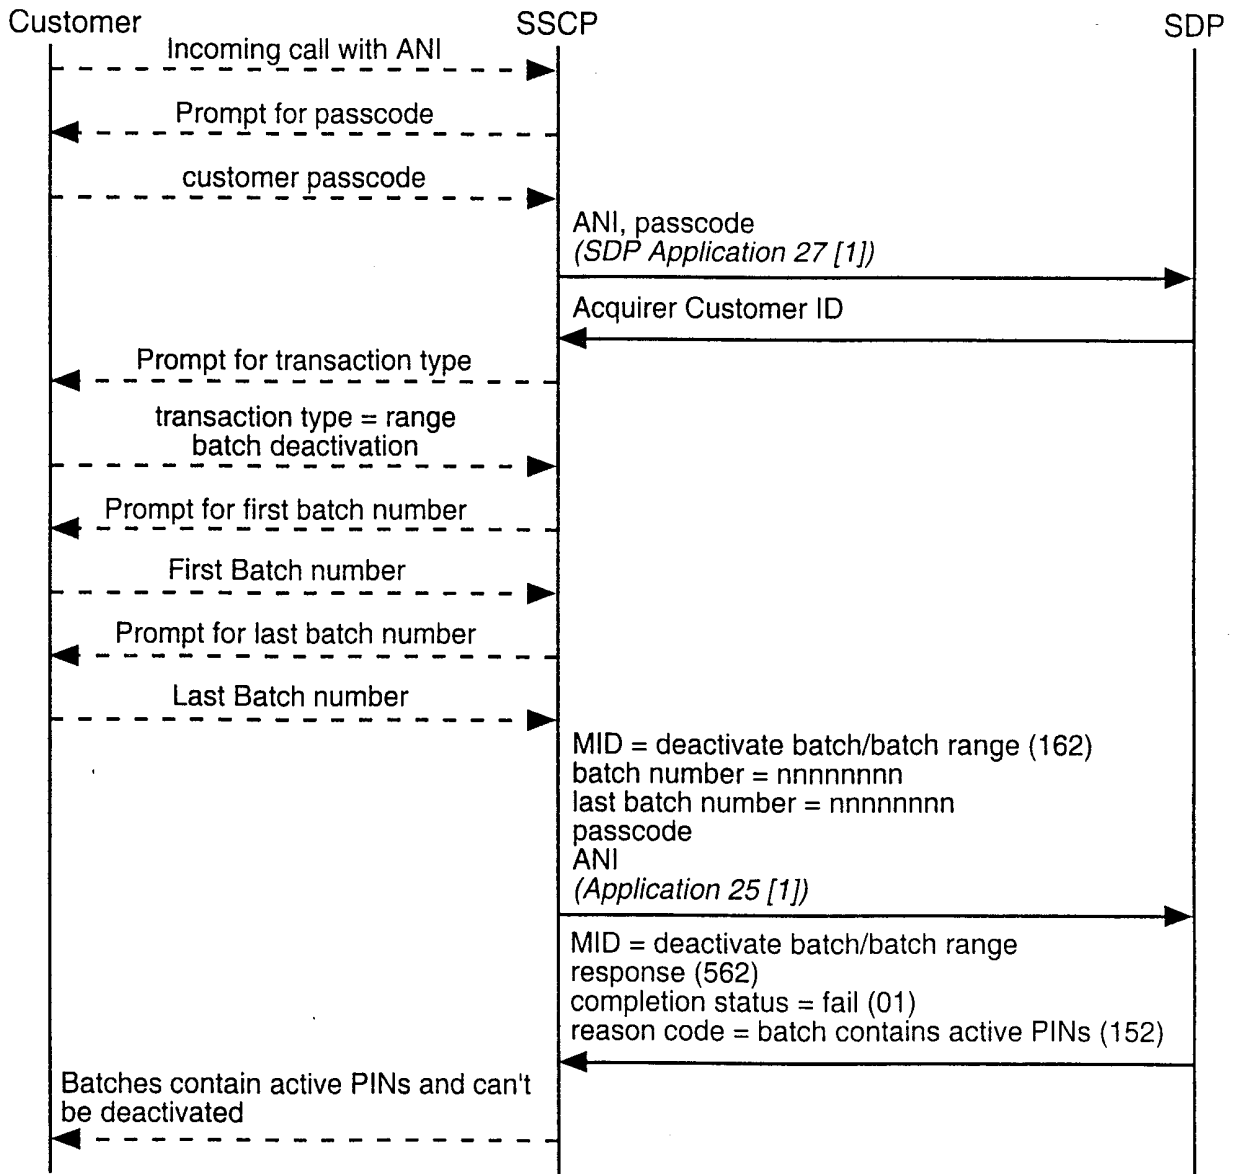 Customer
SSCP
SDP
Incoming call with ANI
Prompt for passcode
customer passcode
ANI, passcode
(SDP Application 27 [1])
Acquirer Customer ID
Prompt for transaction type
transaction type = range
batch deactivation
Prompt for first batch number
First Batch number
Prompt for last batch number
Last Batch number
MID = deactivate batch/batch range (162)
batch number = nnnnnnnn
last batch number = nnnnnnnn
passcode
ANI
(Application 25 [1])
MID = deactivate batch/batch range
response (562)
completion status = fail (01)
reason code = batch contains active PINs (152)
Batches contain active PINs and can't
be deactivated